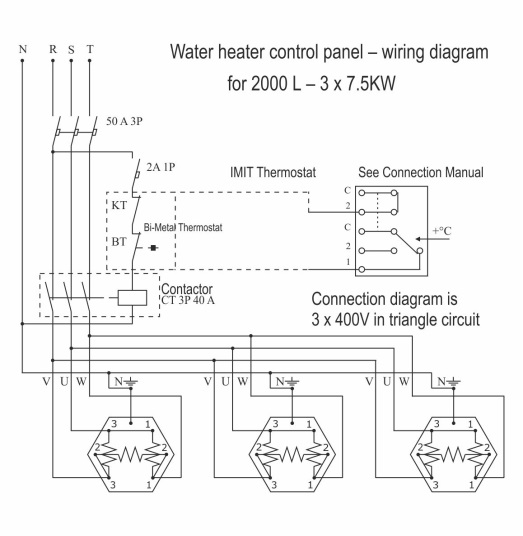 Water heater control panel – wiring diagram
for 2000 L – 3 x 7.5KW
N R S T
50 A 3P
2A 1P
IMIT Thermostat
See Connection Manual
KT
Bi-Metal Thermostat
BT
C
2
C
2
1
+°C
Contactor
CT 3P 40 A
Connection diagram is
3 x 400V in triangle circuit
V U W N
V U W N
V U W N
3 1
2 2
3 1
3 1
2 2
3 1
3 1
2 2
3 1